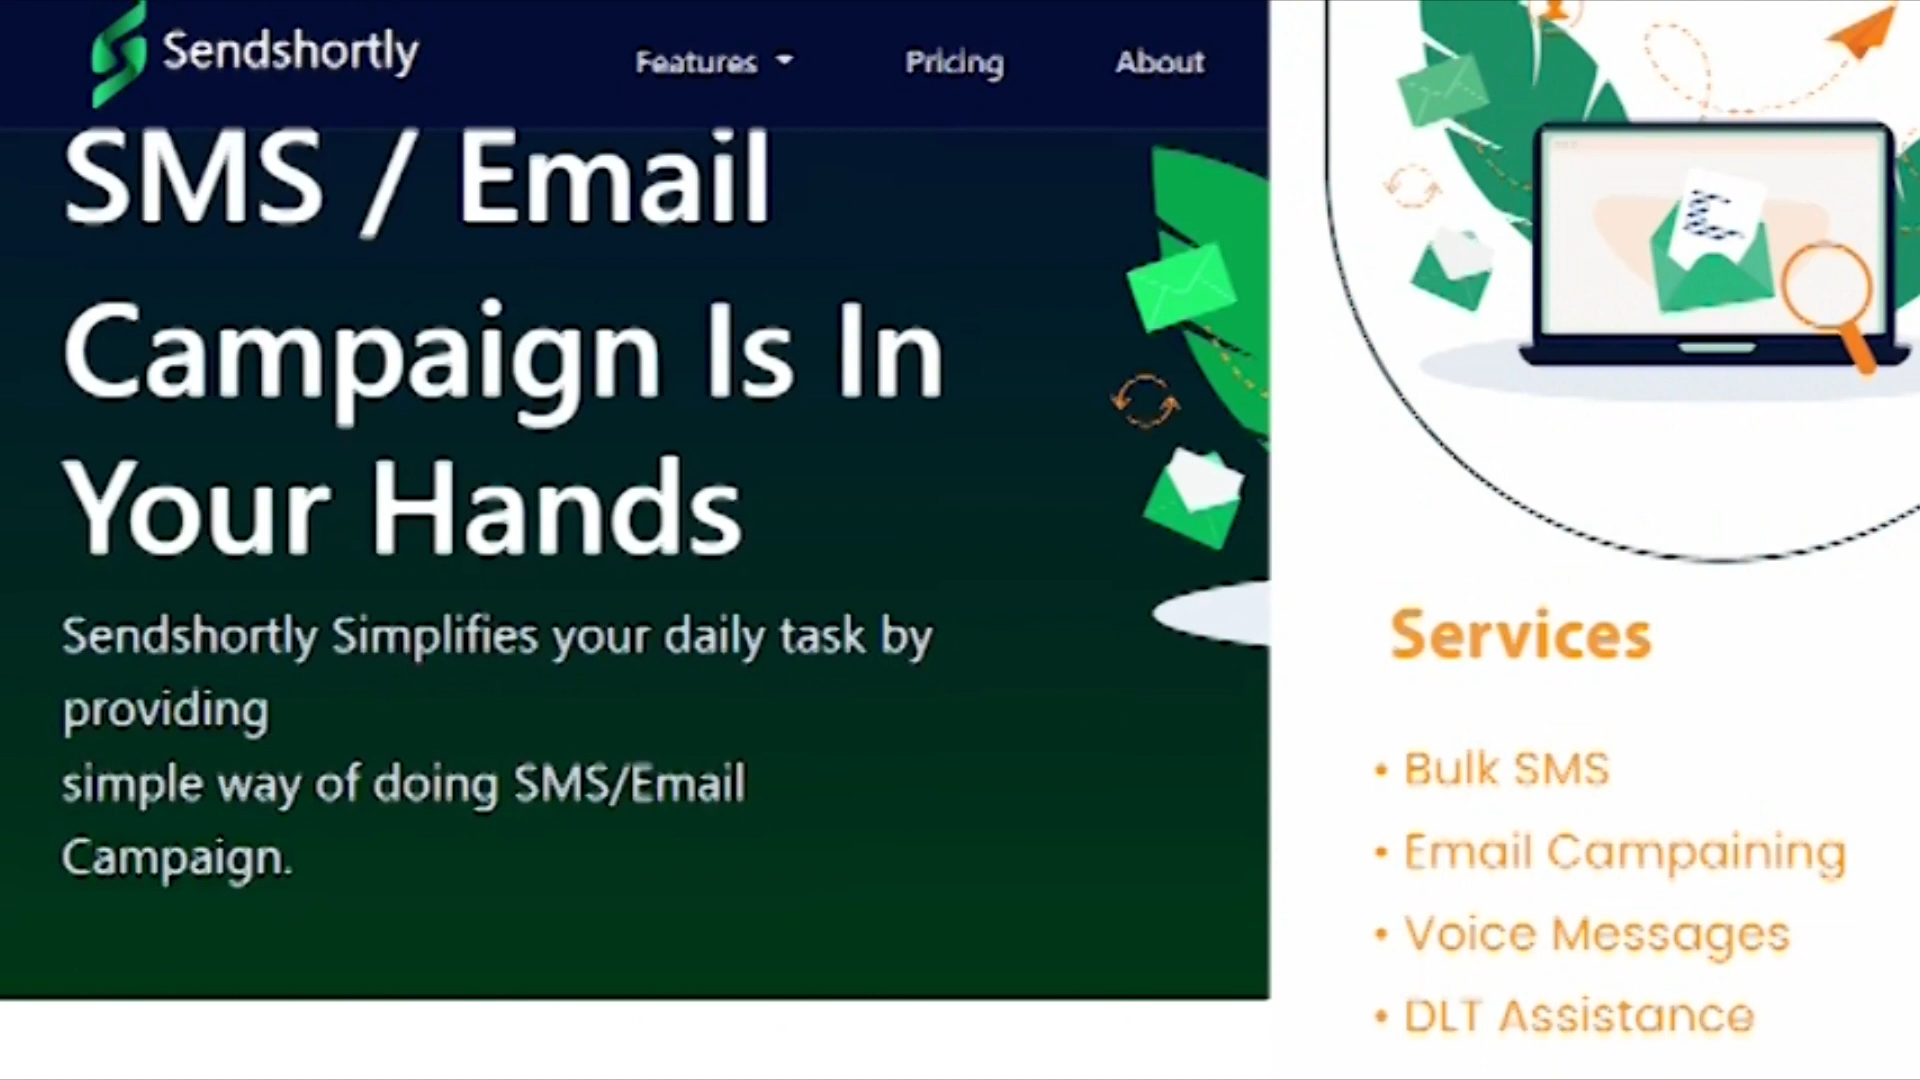 Sendshortly
Features Pricing About
SMS / Email
Campaign Is In
Your Hands
Sendshortly Simplifies your daily task by
providing
simple way of doing SMS/Email
Campaign.
Services
• Bulk SMS
• Email Campaining
• Voice Messages
• DLT Assistance